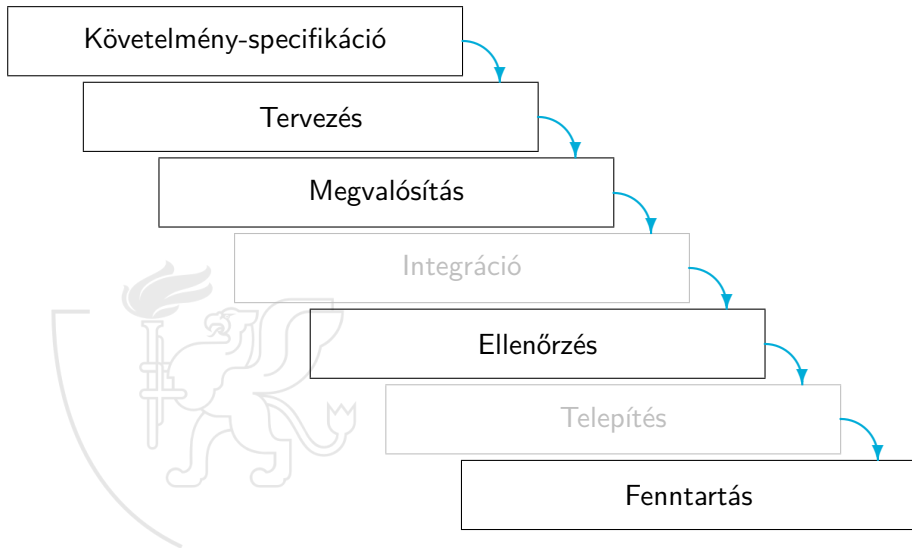 Követelmény-specifikáció
Tervezés
Megvalósítás
Integráció
Ellenőrzés
Telepítés
Fenntartás